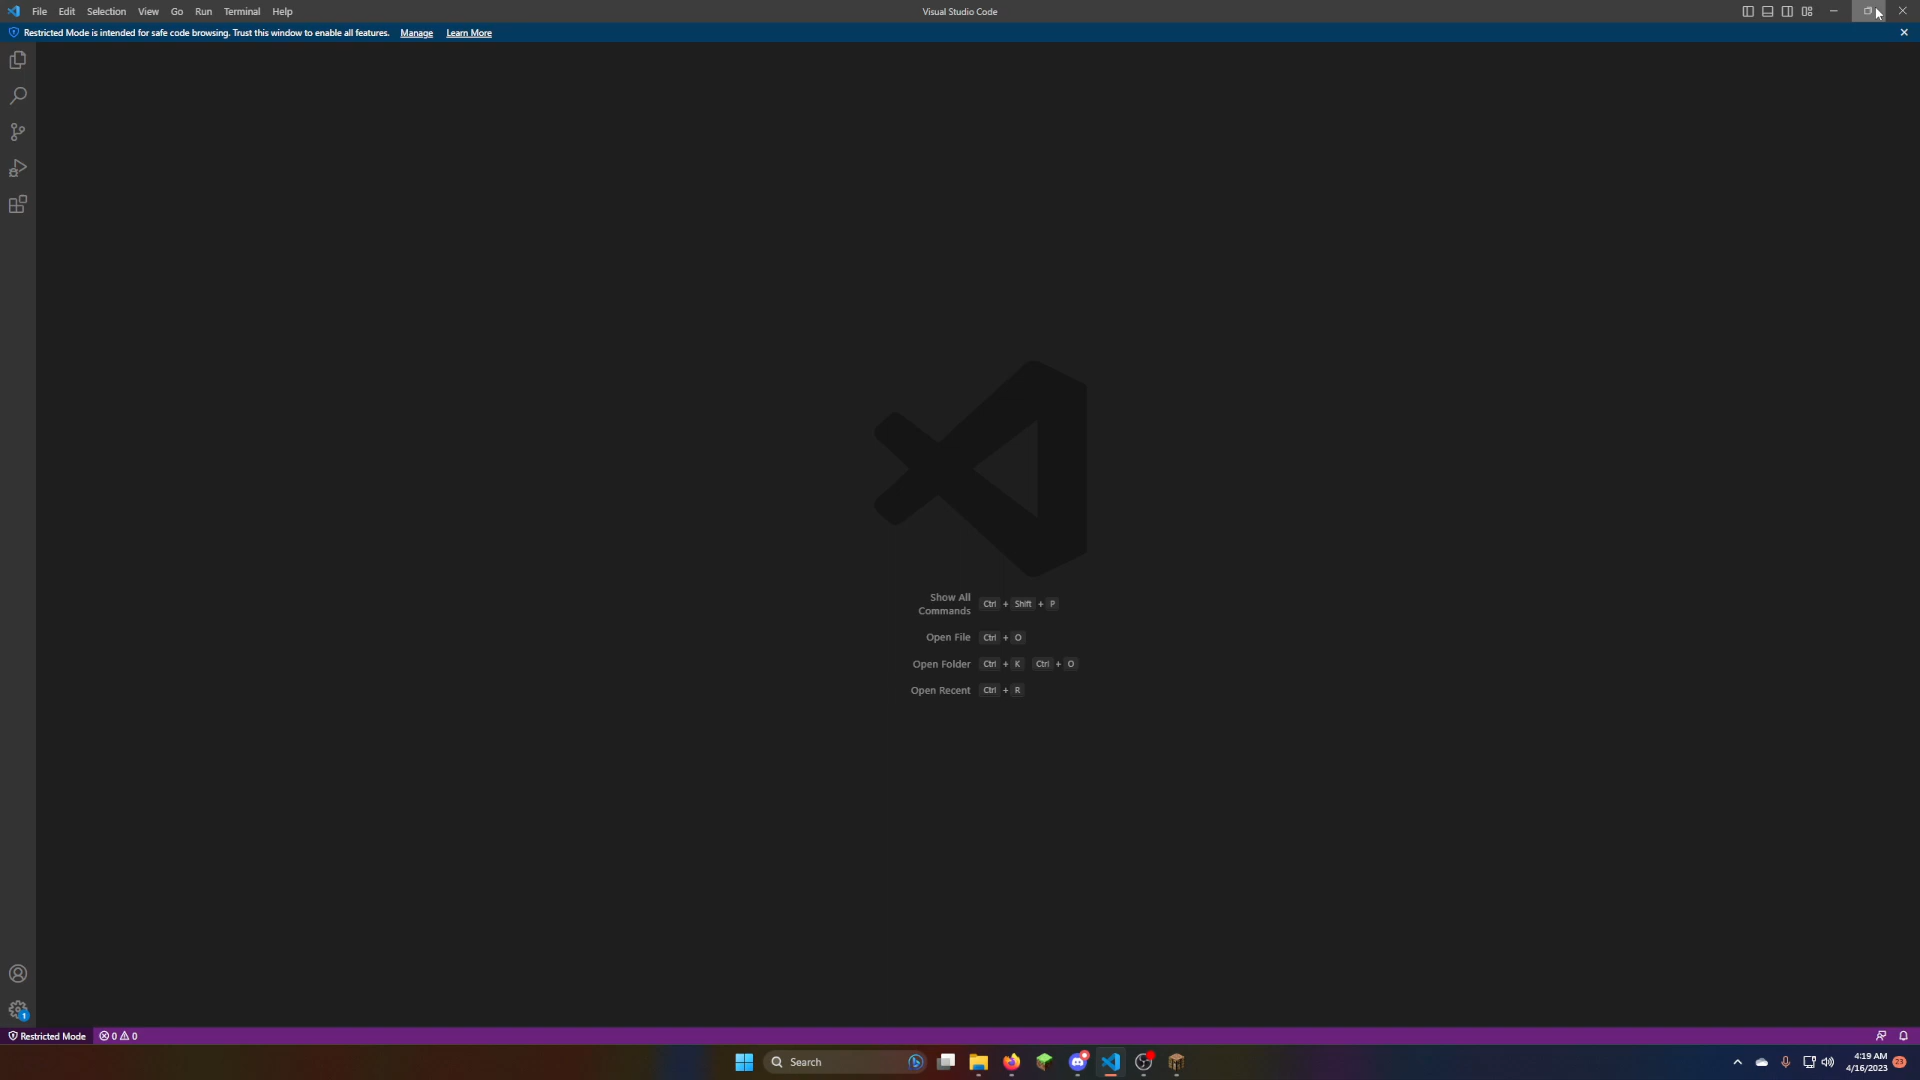 File Edit Selection View Go Run Terminal Help
Visual Studio Code
Restricted Mode is intended for safe code browsing. Trust this window to enable all features. Manage Learn More
Show All
Commands Ctrl + Shift + P
Open File Ctrl + O
Open Folder Ctrl + K Ctrl + O
Open Recent Ctrl + R
1
Restricted Mode 0 0
Search
4:19 AM
4/16/2023
23